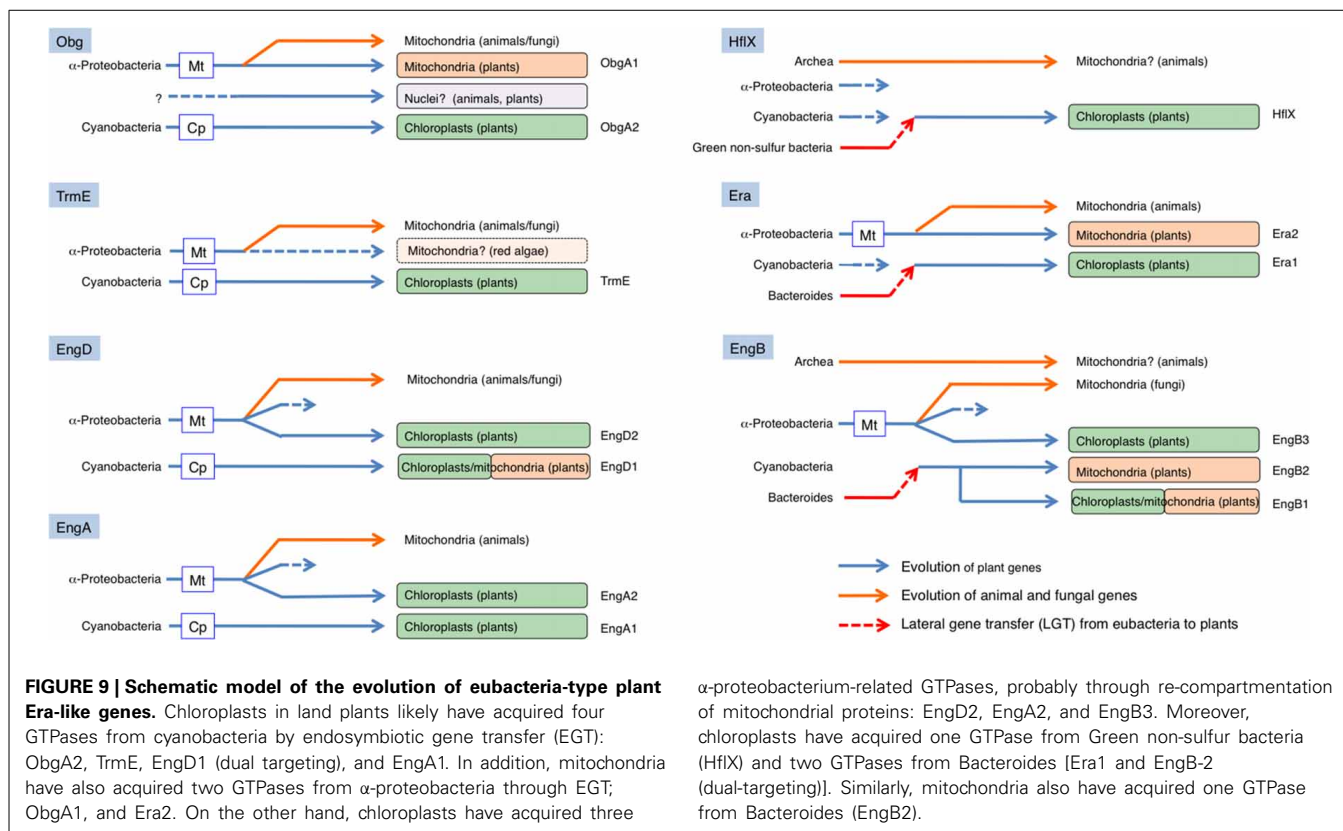 Obg
Mitochondria (animals/fungi)
α-Proteobacteria
Mt
Mitochondria (plants)
ObgA1
?
Nuclei? (animals, plants)
Cyanobacteria
Cp
Chloroplasts (plants)
ObgA2
TrmE
Mitochondria (animals/fungi)
α-Proteobacteria
Mt
Mitochondria? (red algae)
Cyanobacteria
Cp
Chloroplasts (plants)
TrmE
EngD
Mitochondria (animals/fungi)
α-Proteobacteria
Mt
Chloroplasts (plants)
EngD2
Cyanobacteria
Cp
Chloroplasts/mitochondria (plants)
EngD1
EngA
Mitochondria (animals)
α-Proteobacteria
Mt
Chloroplasts (plants)
EngA2
Cyanobacteria
Cp
Chloroplasts (plants)
EngA1
HflX
Archea
Mitochondria? (animals)
α-Proteobacteria
Cyanobacteria
Chloroplasts (plants)
HflX
Green non-sulfur bacteria
Era
Mitochondria (animals)
α-Proteobacteria
Mt
Mitochondria (plants)
Era2
Cyanobacteria
Chloroplasts (plants)
Era1
Bacteroides
EngB
Archea
Mitochondria? (animals)
Mitochondria (fungi)
α-Proteobacteria
Mt
Chloroplasts (plants)
EngB3
Cyanobacteria
Mitochondria (plants)
EngB2
Bacteroides
Chloroplasts/mitochondria (plants)
EngB1
Evolution of plant genes
Evolution of animal and fungal genes
Lateral gene transfer (LGT) from eubacteria to plants
FIGURE 9 | Schematic model of the evolution of eubacteria-type plant
Era-like genes. Chloroplasts in land plants likely have acquired four
GTPases from cyanobacteria by endosymbiotic gene transfer (EGT):
ObgA2, TrmE, EngD1 (dual targeting), and EngA1. In addition, mitochondria
have also acquired two GTPases from α-proteobacteria through EGT;
ObgA1, and Era2. On the other hand, chloroplasts have acquired three
α-proteobacterium-related GTPases, probably through re-compartmentation
of mitochondrial proteins: EngD2, EngA2, and EngB3. Moreover,
chloroplasts have acquired one GTPase from Green non-sulfur bacteria
(HflX) and two GTPases from Bacteroides [Era1 and EngB-2
(dual-targeting)]. Similarly, mitochondria also have acquired one GTPase
from Bacteroides (EngB2).